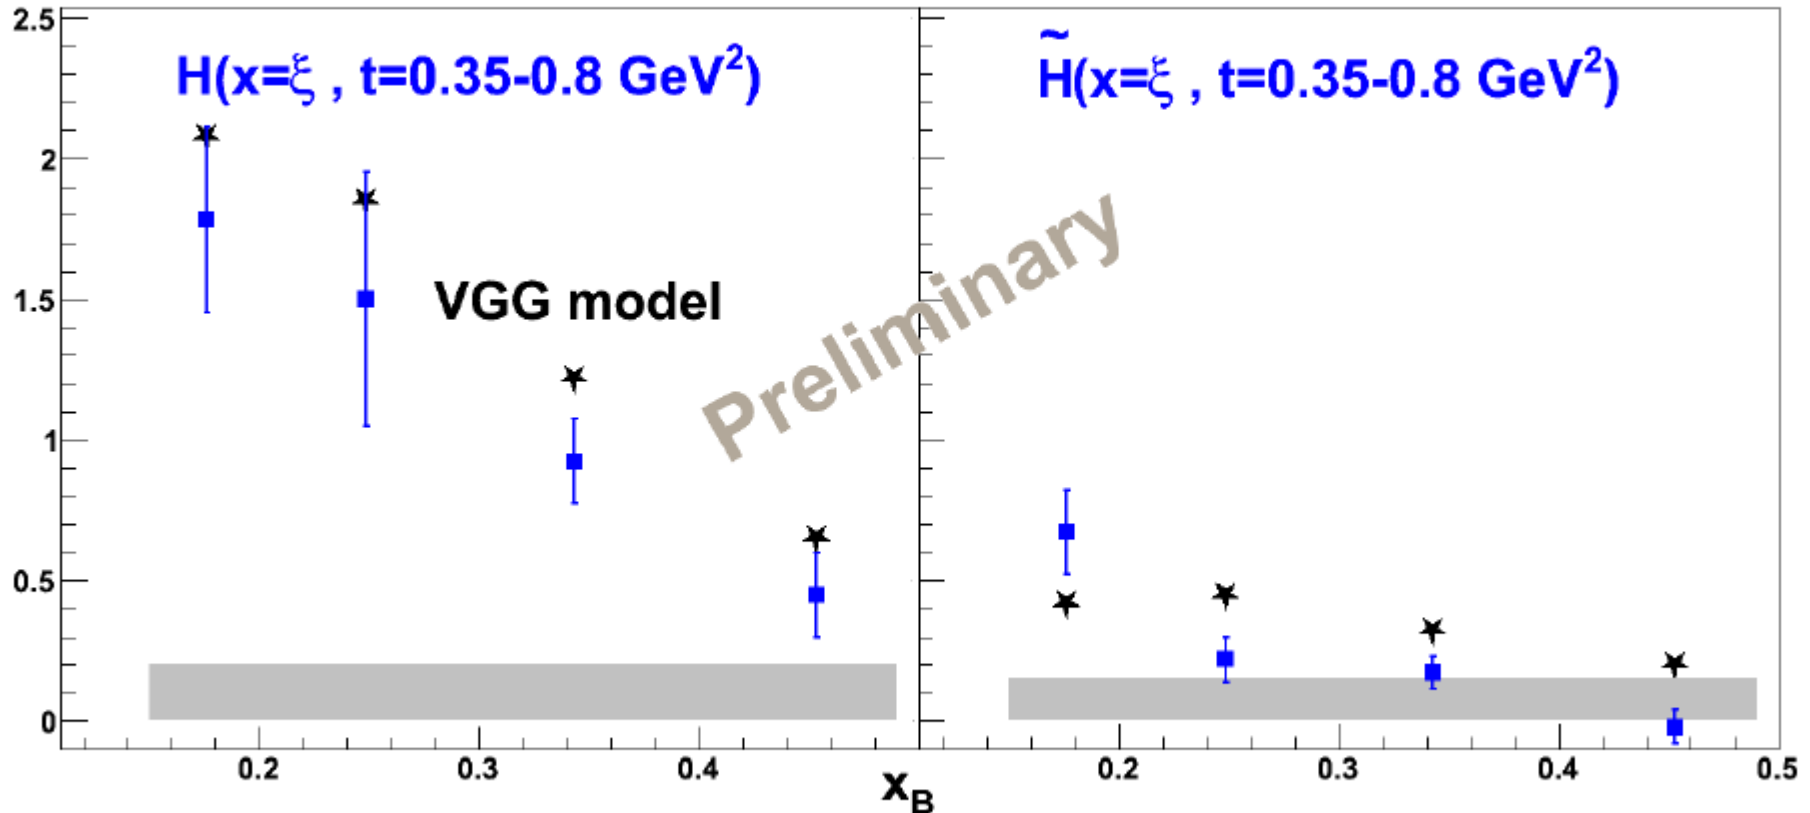 H(x=ξ , t=0.35-0.8 GeV²)
H̃(x=ξ , t=0.35-0.8 GeV²)
VGG model
Preliminary
2.5
2
1.5
1
0.5
0
0.2 0.3 0.4 0.2 0.3 0.4 0.5
x_B